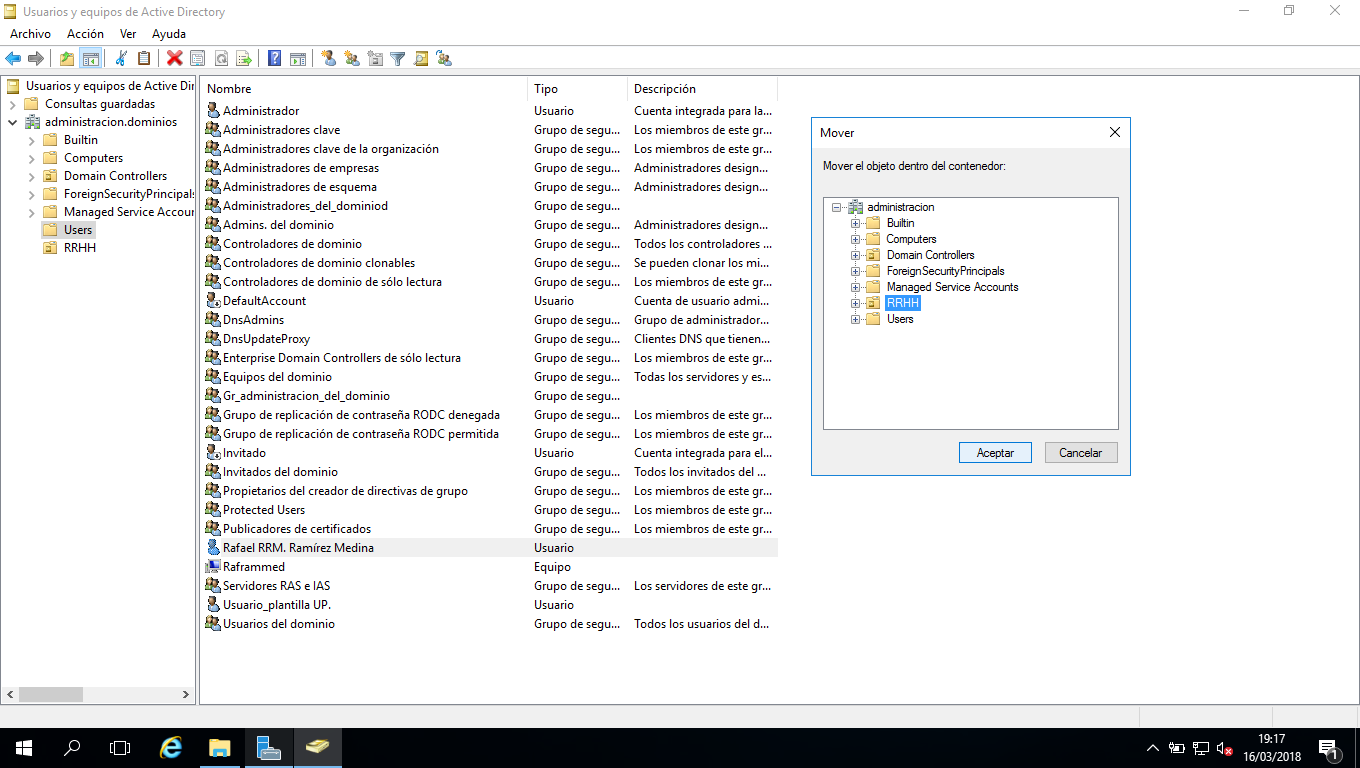 Usuarios y equipos de Active Directory
Archivo Acción Ver Ayuda
Usuarios y equipos de Active Dir
Consultas guardadas
administracion.dominios
Builtin
Computers
Domain Controllers
ForeignSecurityPrincipals
Managed Service Accour
Users
RRHH
Nombre Tipo Descripción
Administrador Usuario Cuenta integrada para la...
Administradores clave Grupo de segu... Los miembros de este gr...
Administradores clave de la organización Grupo de segu... Los miembros de este gr...
Administradores de empresas Grupo de segu... Administradores design...
Administradores de esquema Grupo de segu... Administradores design...
Administradores_del_dominiod Grupo de segu...
Admins. del dominio Grupo de segu... Administradores design...
Controladores de dominio Grupo de segu... Todos los controladores ...
Controladores de dominio clonables Grupo de segu... Se pueden clonar los mi...
Controladores de dominio de sólo lectura Grupo de segu... Los miembros de este gr...
DefaultAccount Usuario Cuenta de usuario admi...
DnsAdmins Grupo de segu... Grupo de administrador...
DnsUpdateProxy Grupo de segu... Clientes DNS que tienen...
Enterprise Domain Controllers de sólo lectura Grupo de segu... Los miembros de este gr...
Equipos del dominio Grupo de segu... Todas los servidores y es...
Gr_administracion_del_dominio Grupo de segu...
Grupo de replicación de contraseña RODC denegada Grupo de segu... Los miembros de este gr...
Grupo de replicación de contraseña RODC permitida Grupo de segu... Los miembros de este gr...
Invitado Usuario Cuenta integrada para el...
Invitados del dominio Grupo de segu... Todos los invitados del ...
Propietarios del creador de directivas de grupo Grupo de segu... Los miembros de este gr...
Protected Users Grupo de segu... Los miembros de este gr...
Publicadores de certificados Grupo de segu... Los miembros de este gr...
Rafael RRM. Ramírez Medina Usuario
Raframmed Equipo
Servidores RAS e IAS Grupo de segu... Los servidores de este gr...
Usuario_plantilla UP. Usuario
Usuarios del dominio Grupo de segu... Todos los usuarios del d...
Mover
Mover el objeto dentro del contenedor:
administracion
Builtin
Computers
Domain Controllers
ForeignSecurityPrincipals
Managed Service Accounts
RRHH
Users
Aceptar Cancelar
19:17
16/03/2018
1